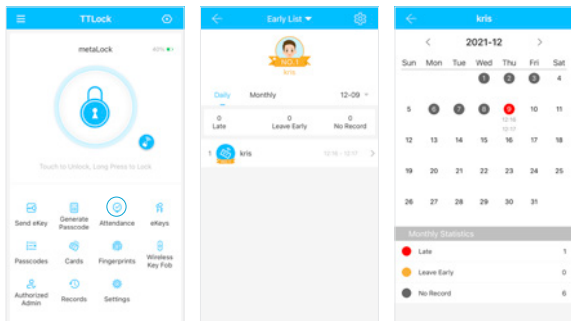 TTLock
metaLock
40%
Touch to Unlock, Long Press to Lock
Send eKey
Generate Passcode
Attendance
eKeys
Passcodes
Cards
Fingerprints
Wireless Key Fob
Authorized Admin
Records
Settings
Early List
NO.1
kris
Daily Monthly 12-09
0 0 0
Late Leave Early No Record
1 kris 12:16 - 12:17
kris
2021-12
Sun Mon Tue Wed Thu Fri Sat
1 2 3 4
5 6 7 8 9 10 11
12:16
12:17
12 13 14 15 16 17 18
19 20 21 22 23 24 25
26 27 28 29 30 31
Monthly Statistics
Late 1
Leave Early 0
No Record 6